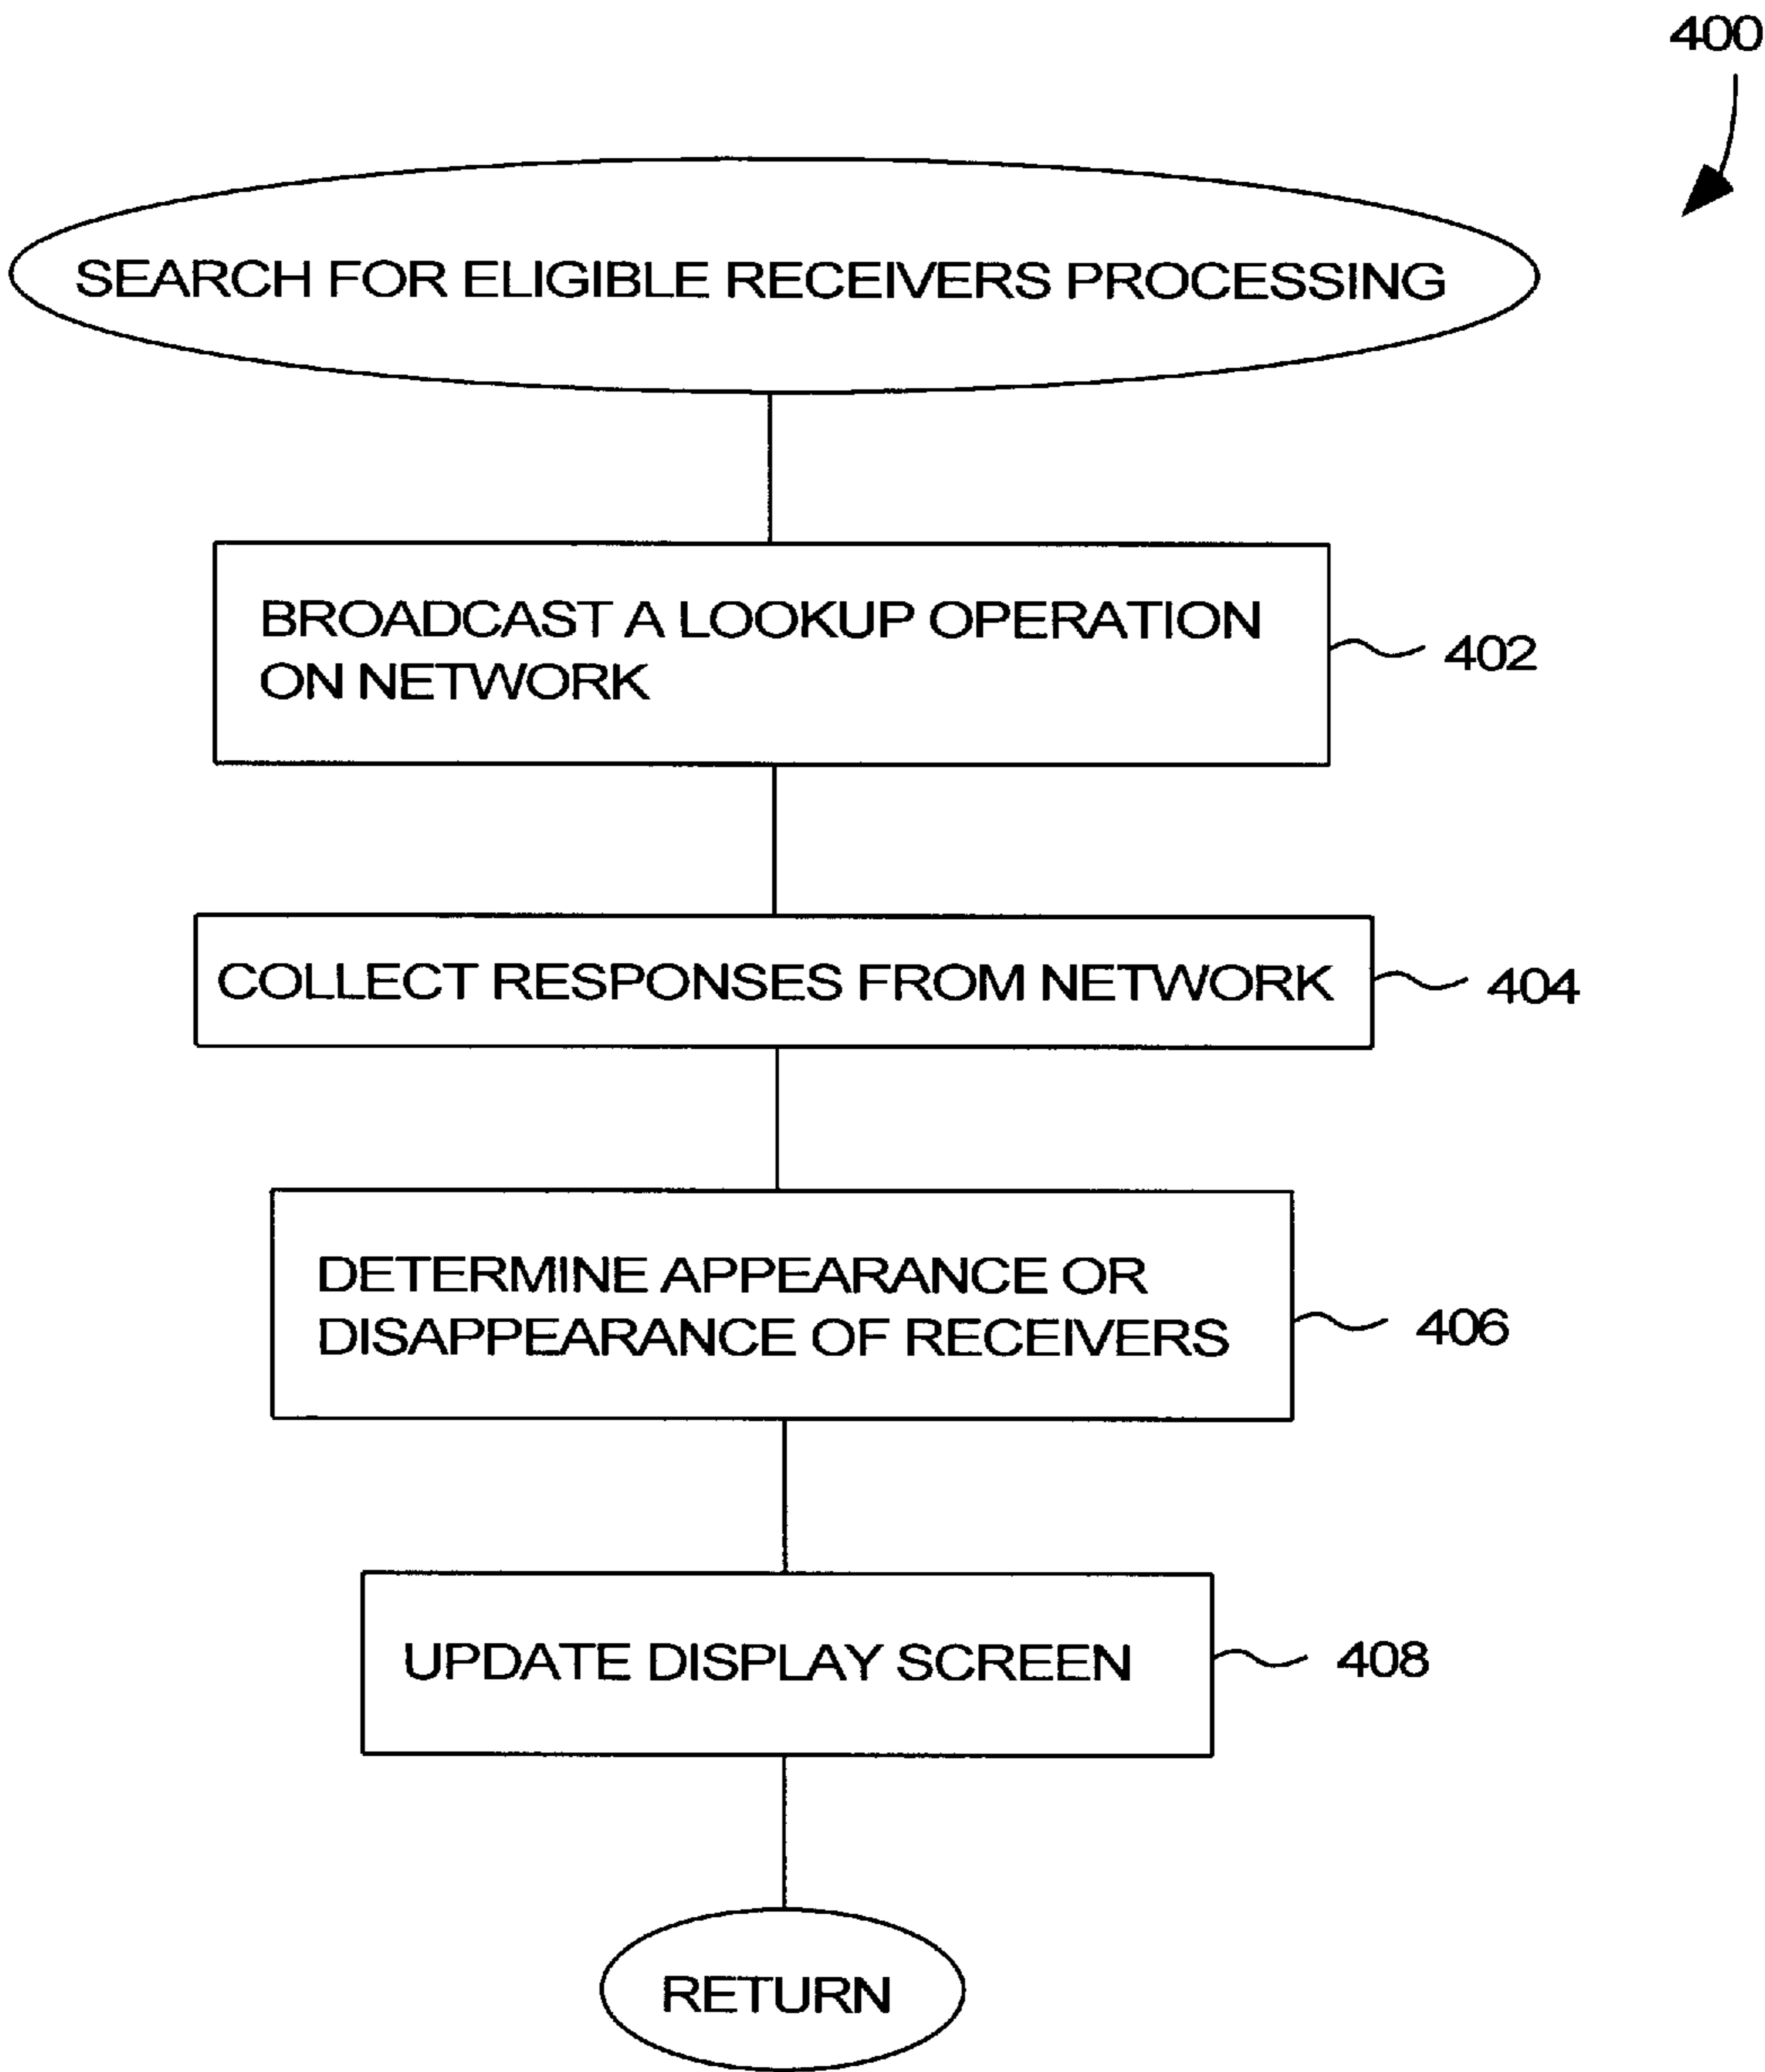 400
SEARCH FOR ELIGIBLE RECEIVERS PROCESSING
BROADCAST A LOOKUP OPERATION
ON NETWORK
402
COLLECT RESPONSES FROM NETWORK
404
DETERMINE APPEARANCE OR
DISAPPEARANCE OF RECEIVERS
406
UPDATE DISPLAY SCREEN
408
RETURN